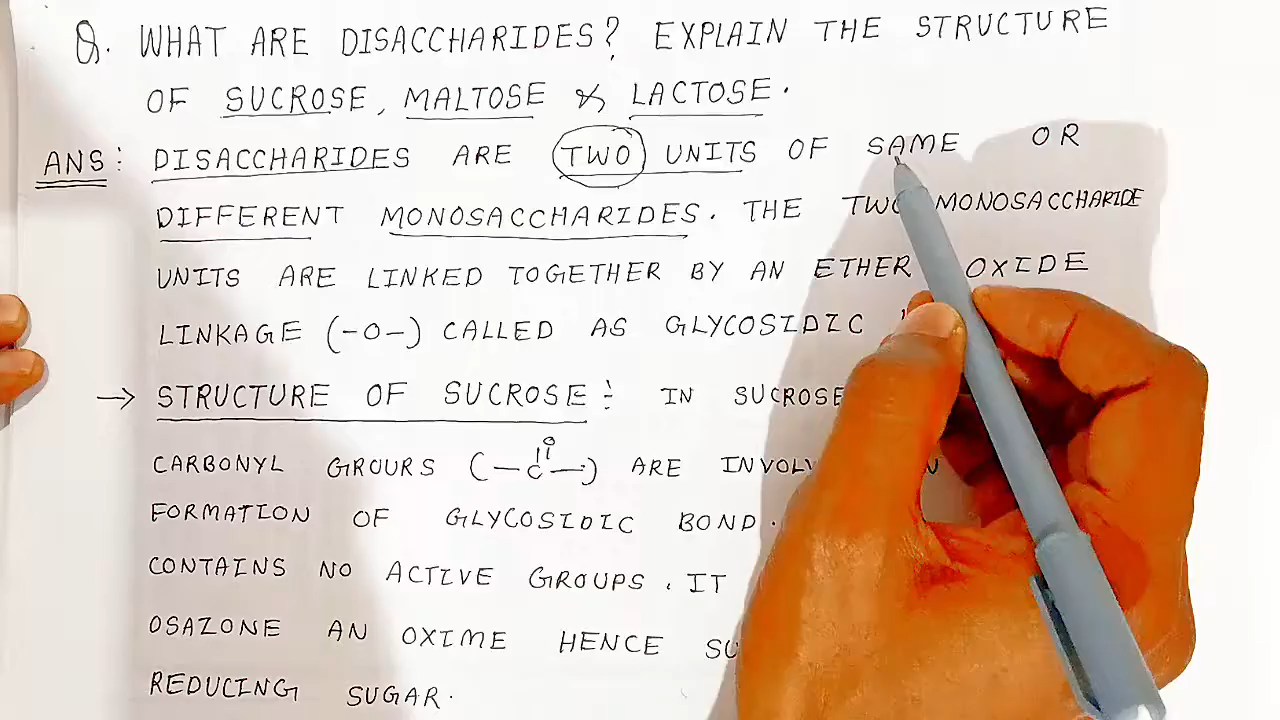 Q. WHAT ARE DISACCHARIDES? EXPLAIN THE STRUCTURE
OF SUCROSE, MALTOSE & LACTOSE.
ANS: DISACCHARIDES ARE TWO UNITS OF SAME OR
DIFFERENT MONOSACCHARIDES. THE TWO MONOSACCHARIDE
UNITS ARE LINKED TOGETHER BY AN ETHER OXIDE
LINKAGE (-O-) CALLED AS GLYCOSIDIC
→ STRUCTURE OF SUCROSE: IN SUCROSE
CARBONYL GROURS (-C-) ARE
O
FORMATION OF GLYCOSIDIC BOND.
CONTAINS NO ACTIVE GROUPS. IT
OSAZONE AN OXIME HENCE
REDUCING SUGAR.